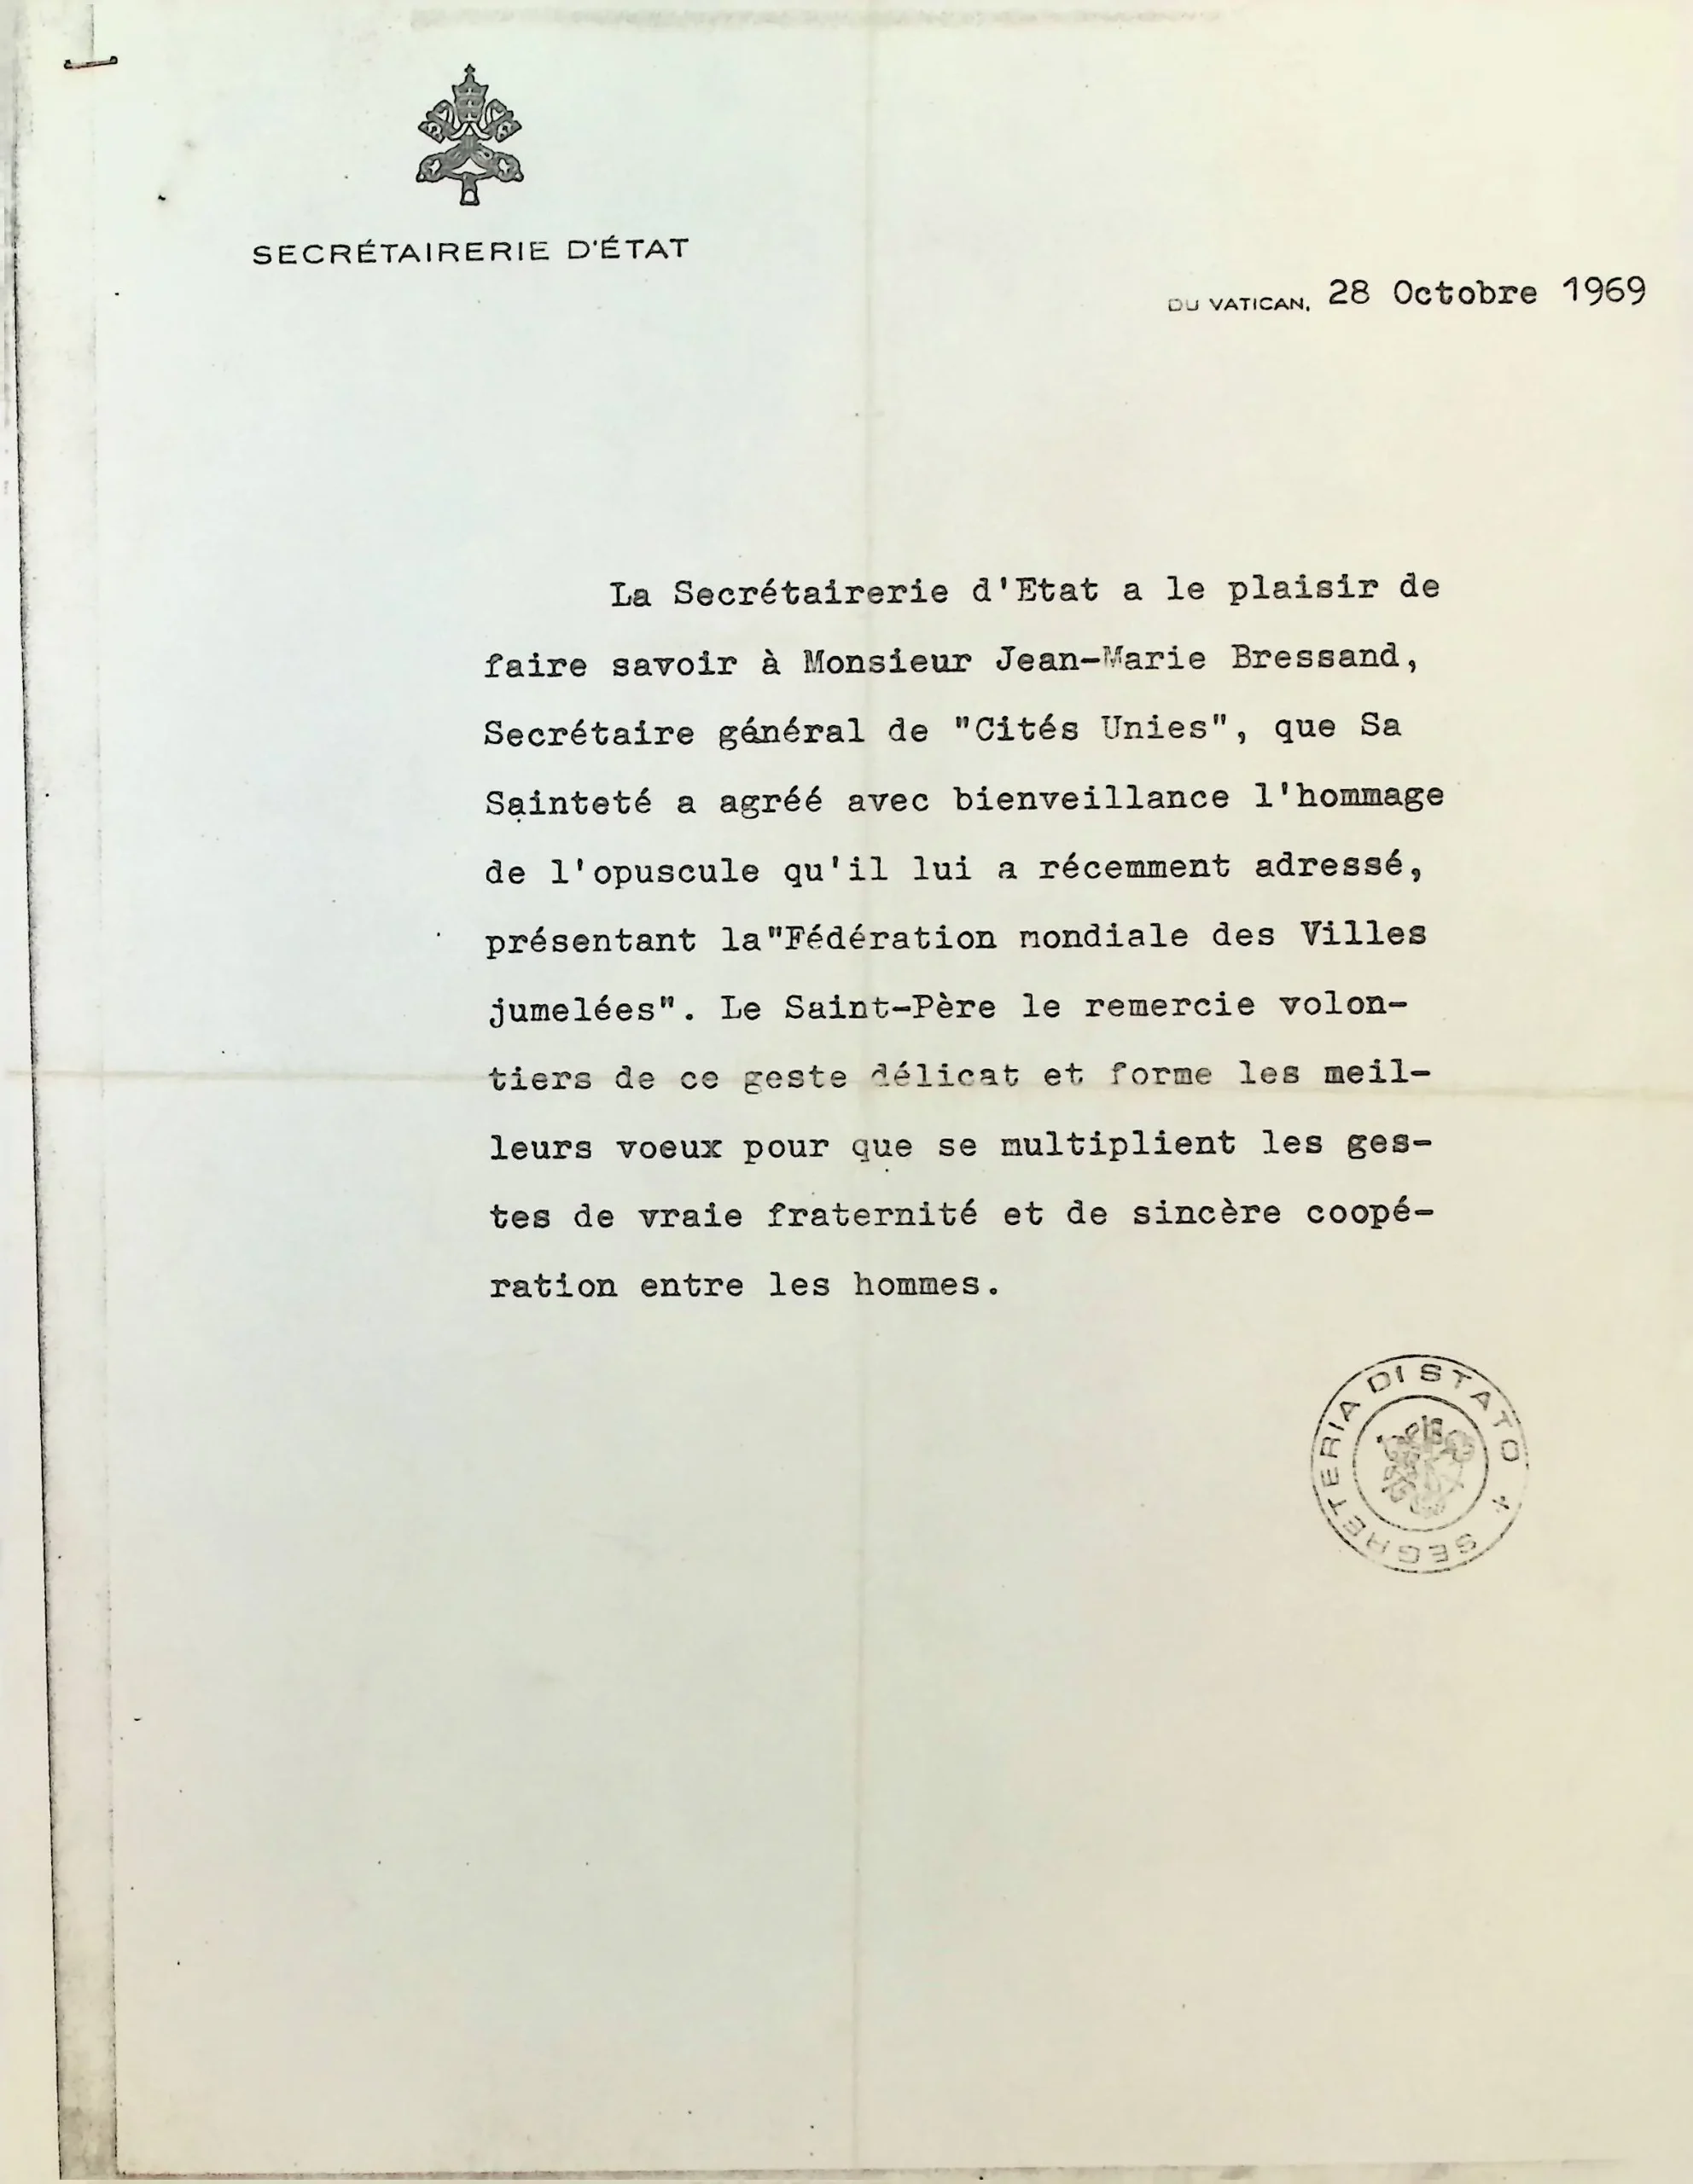 SECRÉTAIRERIE D'ÉTAT
DU VATICAN, 28 Octobre 1969
La Secrétairerie d'Etat a le plaisir de
faire savoir à Monsieur Jean-Marie Bressand,
Secrétaire général de "Cités Unies", que Sa
Sainteté a agréé avec bienveillance l'hommage
de l'opuscule qu'il lui a récemment adressé,
présentant la"Fédération mondiale des Villes
jumelées". Le Saint-Père le remercie volon-
tiers de ce geste délicat et forme les meil-
leurs voeux pour que se multiplient les ges-
tes de vraie fraternité et de sincère coopé-
ration entre les hommes.
SEGRETERIA DI STATO